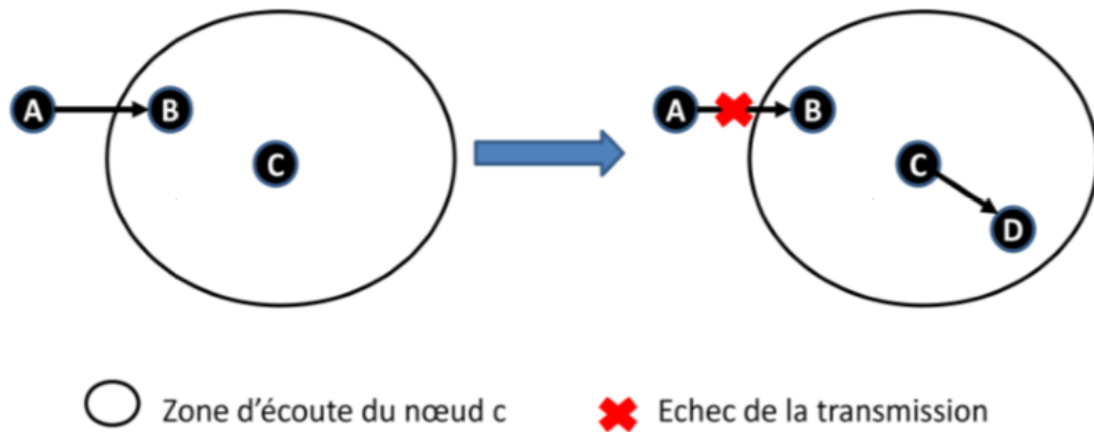 A B C
A B C D
Zone d'écoute du nœud c
Echec de la transmission